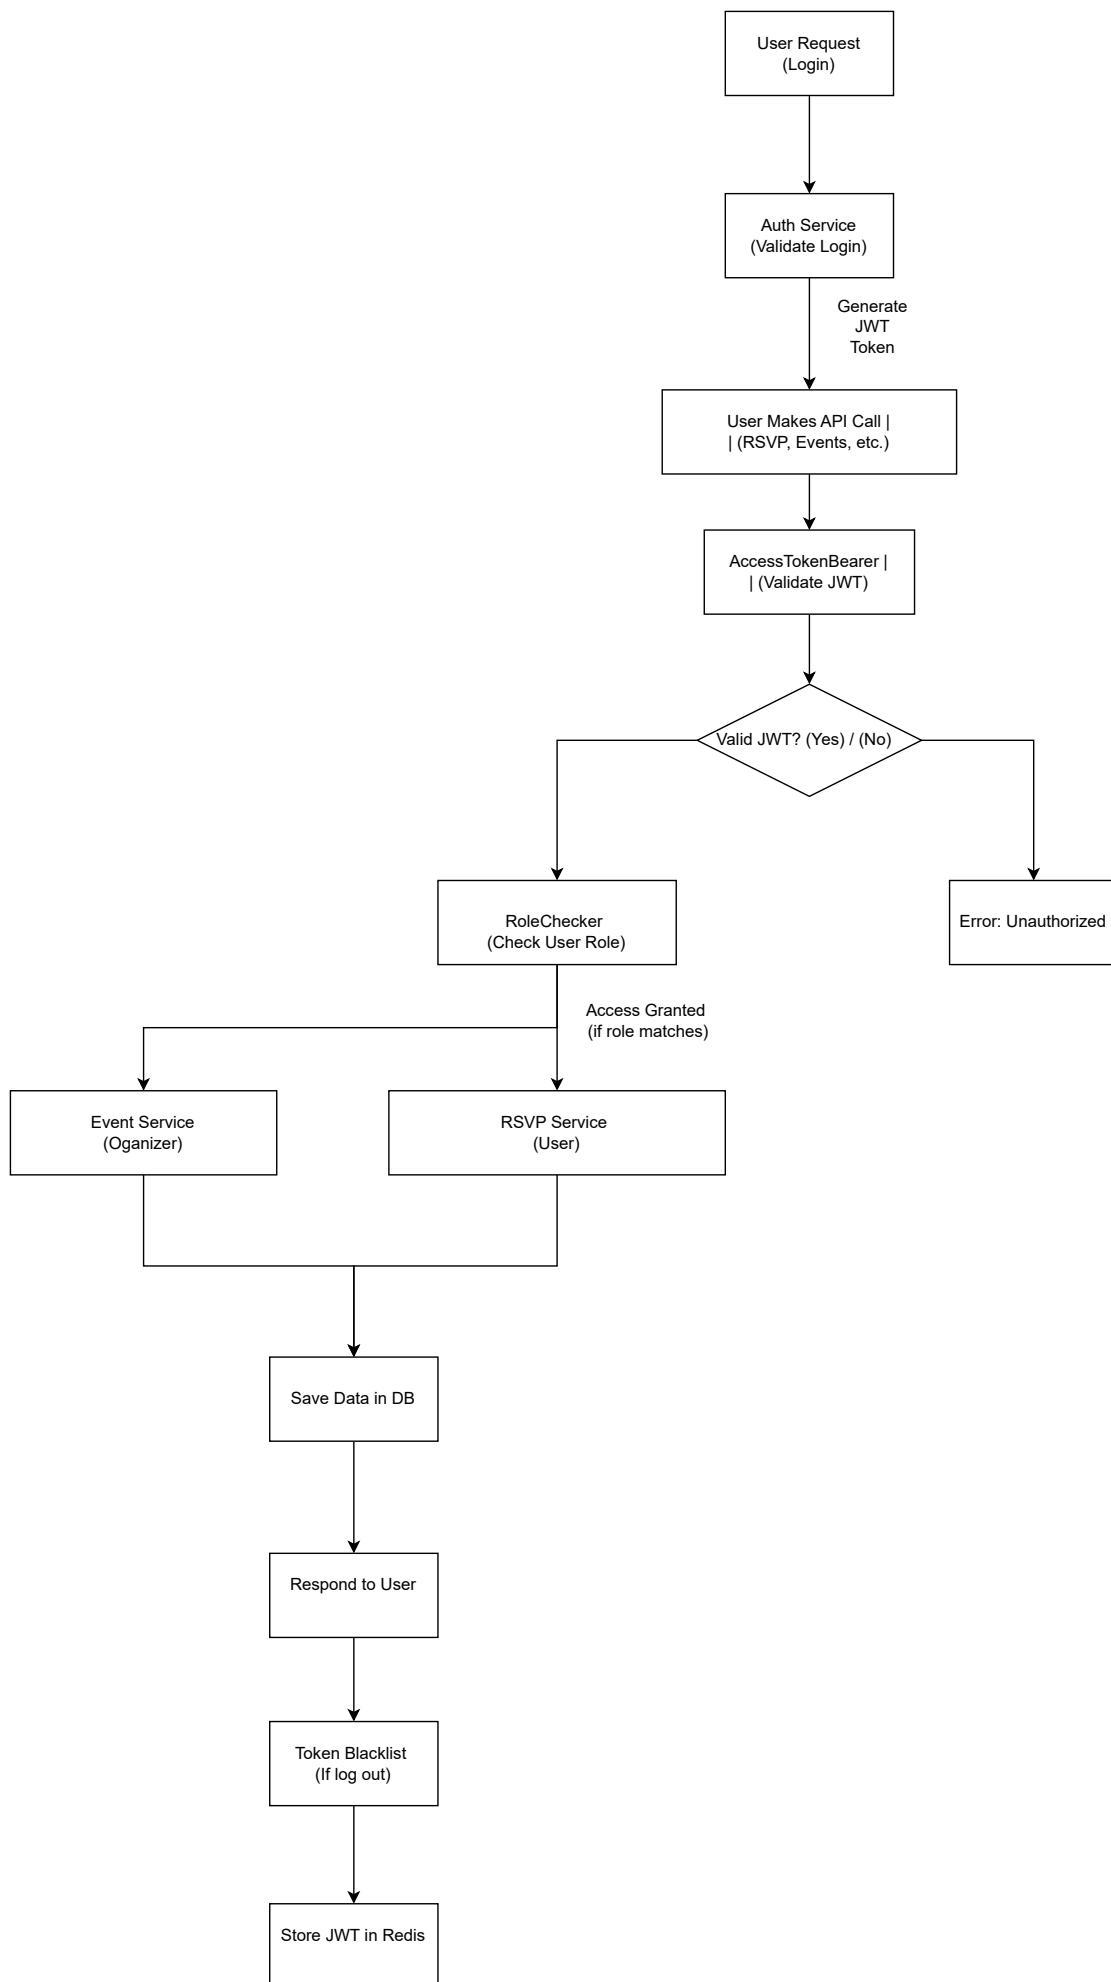 User Request
(Login)
Auth Service
(Validate Login)
Generate
JWT
Token
User Makes API Call |
| (RSVP, Events, etc.)
AccessTokenBearer |
| (Validate JWT)
Valid JWT? (Yes) / (No)
RoleChecker
(Check User Role)
Error: Unauthorized
Access Granted
(if role matches)
Event Service
(Oganizer)
RSVP Service
(User)
Save Data in DB
Respond to User
Token Blacklist
(If log out)
Store JWT in Redis